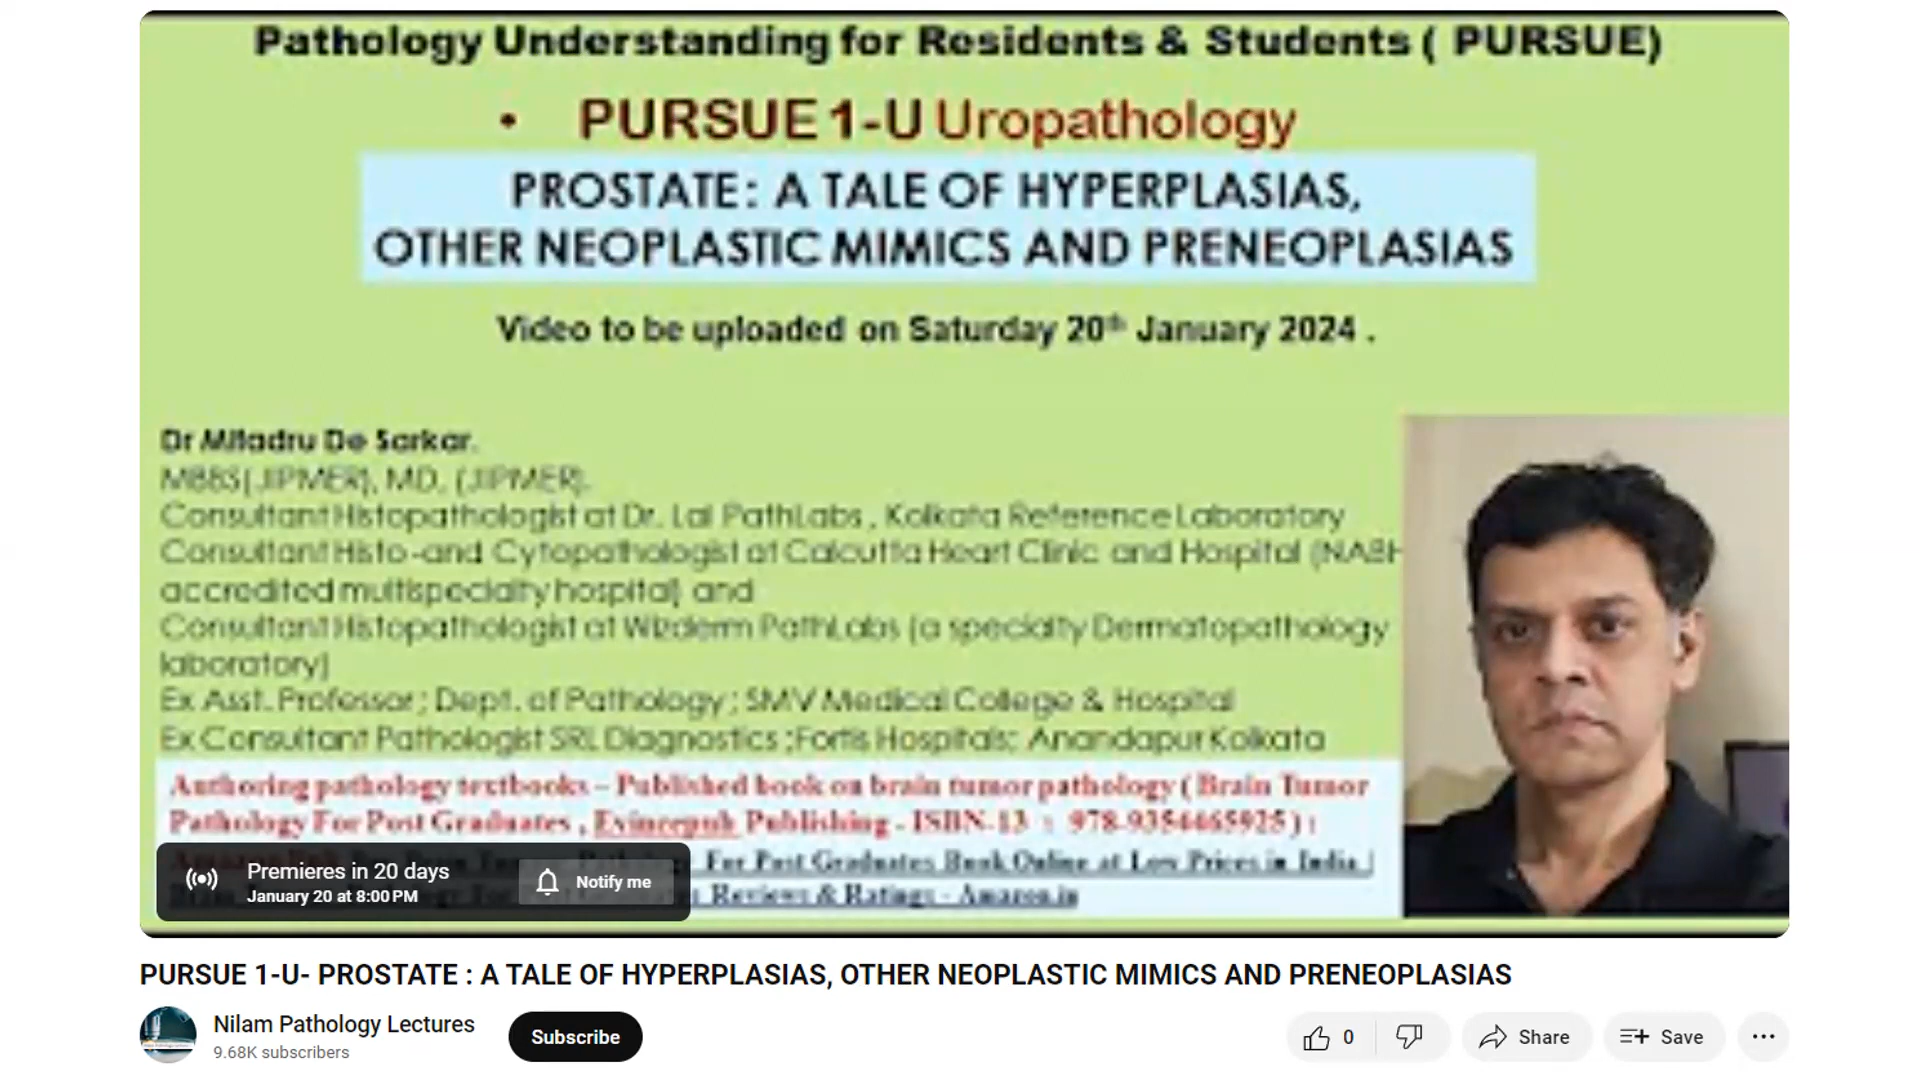 Pathology Understanding for Residents & Students ( PURSUE)
• PURSUE 1-U Uropathology
PROSTATE: A TALE OF HYPERPLASIAS,
OTHER NEOPLASTIC MIMICS AND PRENEOPLASIAS
Video to be uploaded on Saturday 20th January 2024 .
Dr Mitadru De Sarkar.
MBBS(JIPMER), MD, (JIPMER).
Consultant Histopathologist at Dr. Lal PathLabs , Kolkata Reference Laboratory
Consultant Histo -and Cytopathologist at Calcutta Heart Clinic and Hospital (NABH
accredited multispecialty hospital) and
Consultant Histopathologist at Wizderm PathLabs (a specialty Dermatopathology
laboratory)
Ex Asst. Professor ; Dept. of Pathology ; SMV Medical College & Hospital
Ex Consultant Pathologist SRL Diagnostics ;Fortis Hospitals; Anandapur Kolkata
Authoring pathology textbooks – Published book on brain tumor pathology ( Brain Tumor
Pathology For Post Graduates , Evincepub Publishing - ISBN-13 : 978-9354465925 ) :
For Post Graduates Book Online at Low Prices in India |
Reviews & Ratings - Amazon.in
Premieres in 20 days
January 20 at 8:00 PM
Notify me
PURSUE 1-U- PROSTATE : A TALE OF HYPERPLASIAS, OTHER NEOPLASTIC MIMICS AND PRENEOPLASIAS
Nilam Pathology Lectures
9.68K subscribers
Subscribe
0
Share
Save